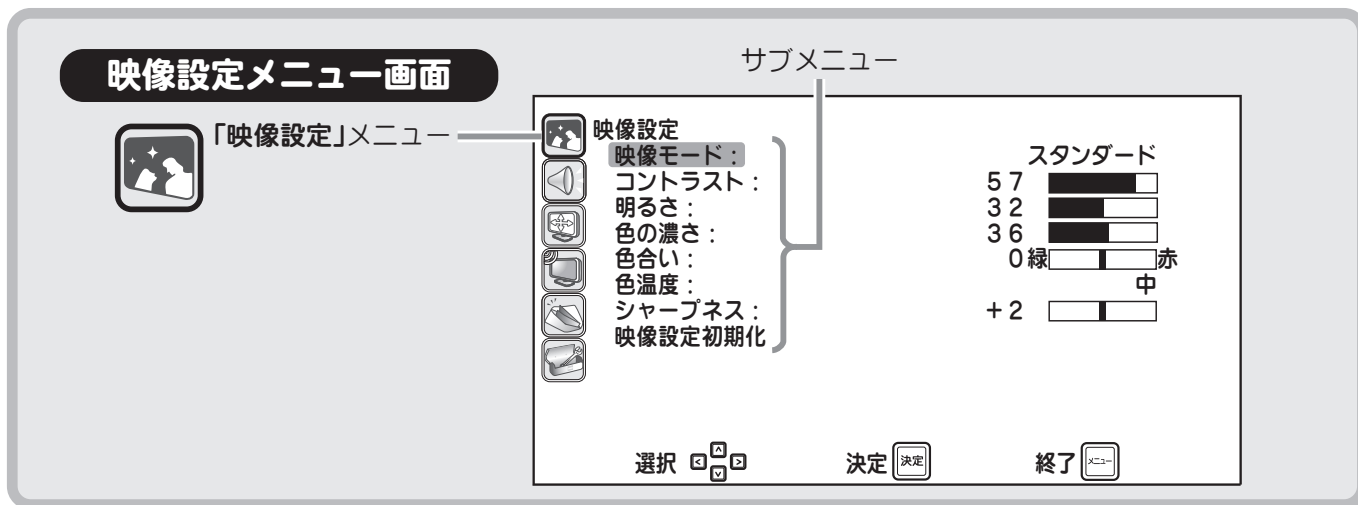 映像設定メニュー画面
サブメニュー
「映像設定」メニュー
映像設定
映像モード： スタンダード
コントラスト： 57
明るさ： 32
色の濃さ： 36
色合い： 0 緑 赤
色温度： 中
シャープネス： +2
映像設定初期化
選択 決定 決定 終了 メニュー